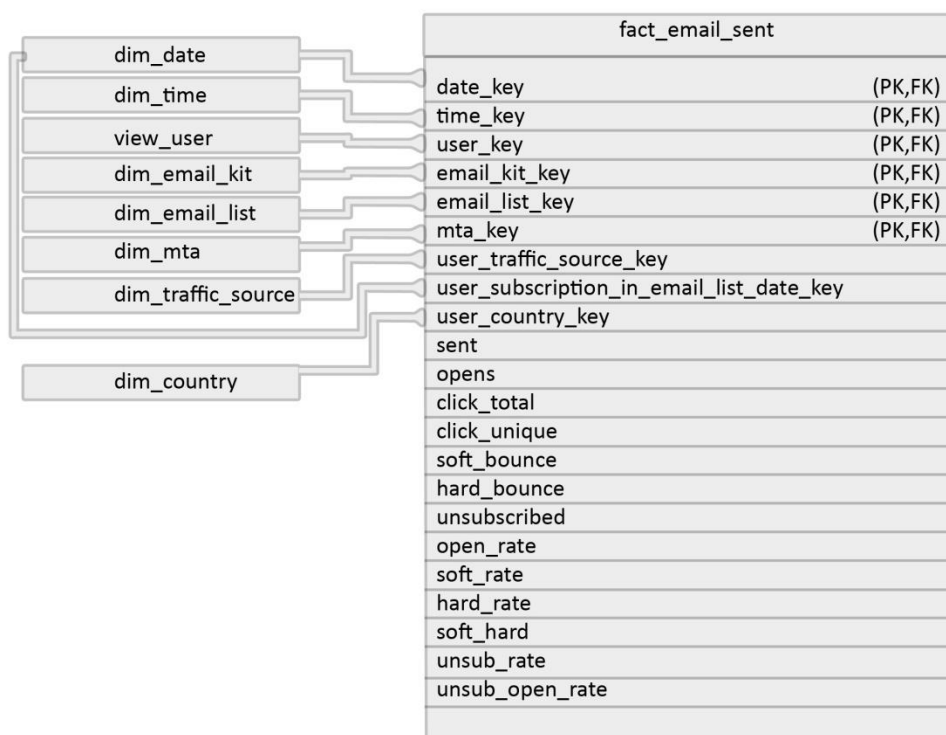 fact_email_sent
dim_date
dim_time
view_user
dim_email_kit
dim_email_list
dim_mta
dim_traffic_source
dim_country
date_key (PK,FK)
time_key (PK,FK)
user_key (PK,FK)
email_kit_key (PK,FK)
email_list_key (PK,FK)
mta_key (PK,FK)
user_traffic_source_key
user_subscription_in_email_list_date_key
user_country_key
sent
opens
click_total
click_unique
soft_bounce
hard_bounce
unsubscribed
open_rate
soft_rate
hard_rate
soft_hard
unsub_rate
unsub_open_rate